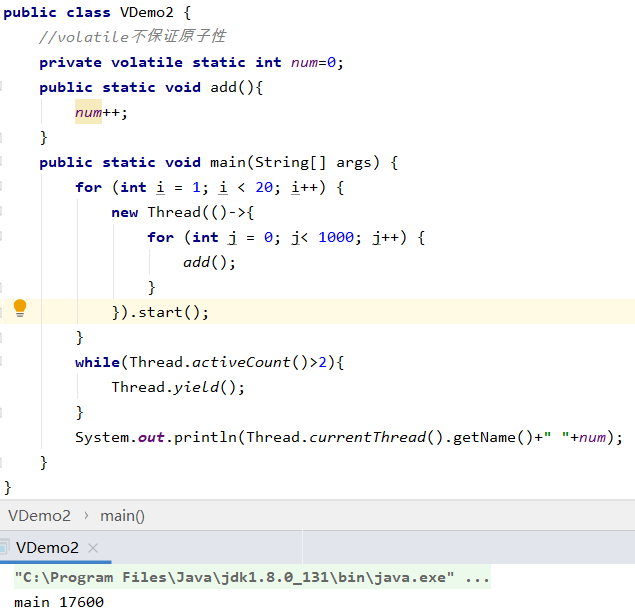 public class VDemo2 {
    //volatile不保证原子性
    private volatile static int num=0;
    public static void add(){
        num++;
    }
    public static void main(String[] args) {
        for (int i = 1; i < 20; i++) {
            new Thread(()->{
                for (int j = 0; j< 1000; j++) {
                    add();
                }
            }).start();
        }
        while(Thread.activeCount()>2){
            Thread.yield();
        }
        System.out.println(Thread.currentThread().getName()+" "+num);
    }
}
VDemo2 › main()
VDemo2 ×
"C:\Program Files\Java\jdk1.8.0_131\bin\java.exe" ...
main 17600